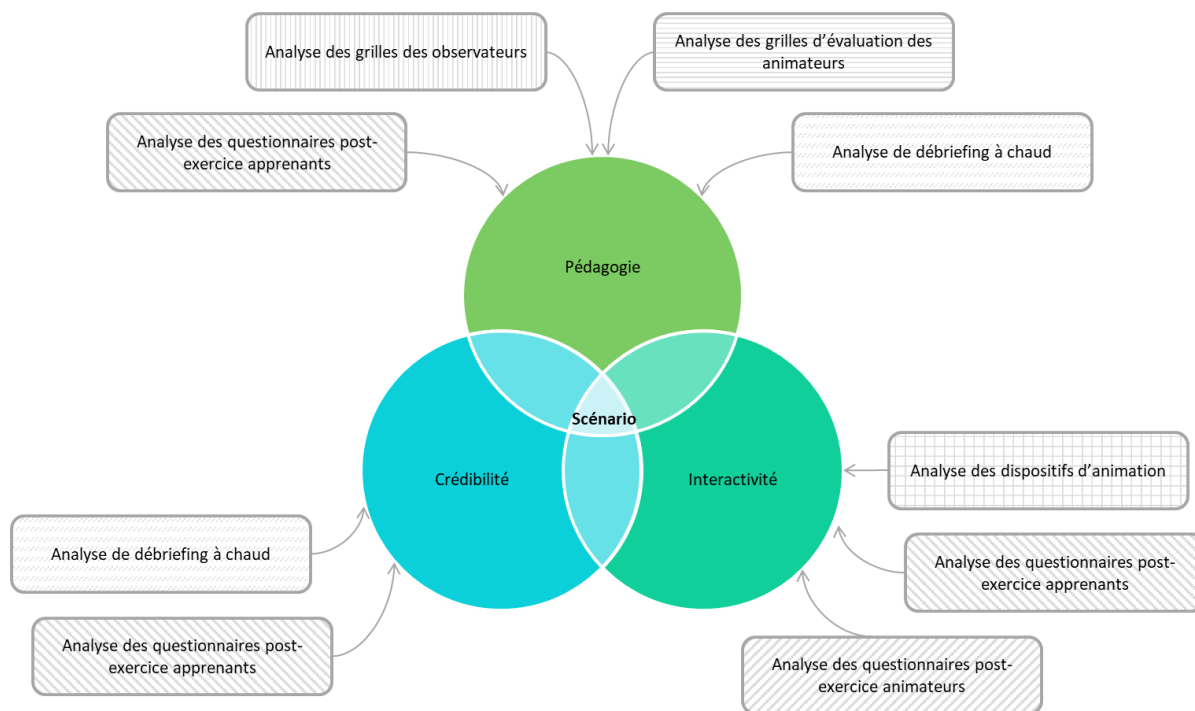 Analyse des grilles des observateurs
Analyse des grilles d’évaluation des
animateurs
Analyse des questionnaires post-
exercice apprenants
Analyse de débriefing à chaud
Pédagogie
Scénario
Crédibilité
Interactivité
Analyse des dispositifs d’animation
Analyse de débriefing à chaud
Analyse des questionnaires post-
exercice apprenants
Analyse des questionnaires post-
exercice apprenants
Analyse des questionnaires post-
exercice animateurs